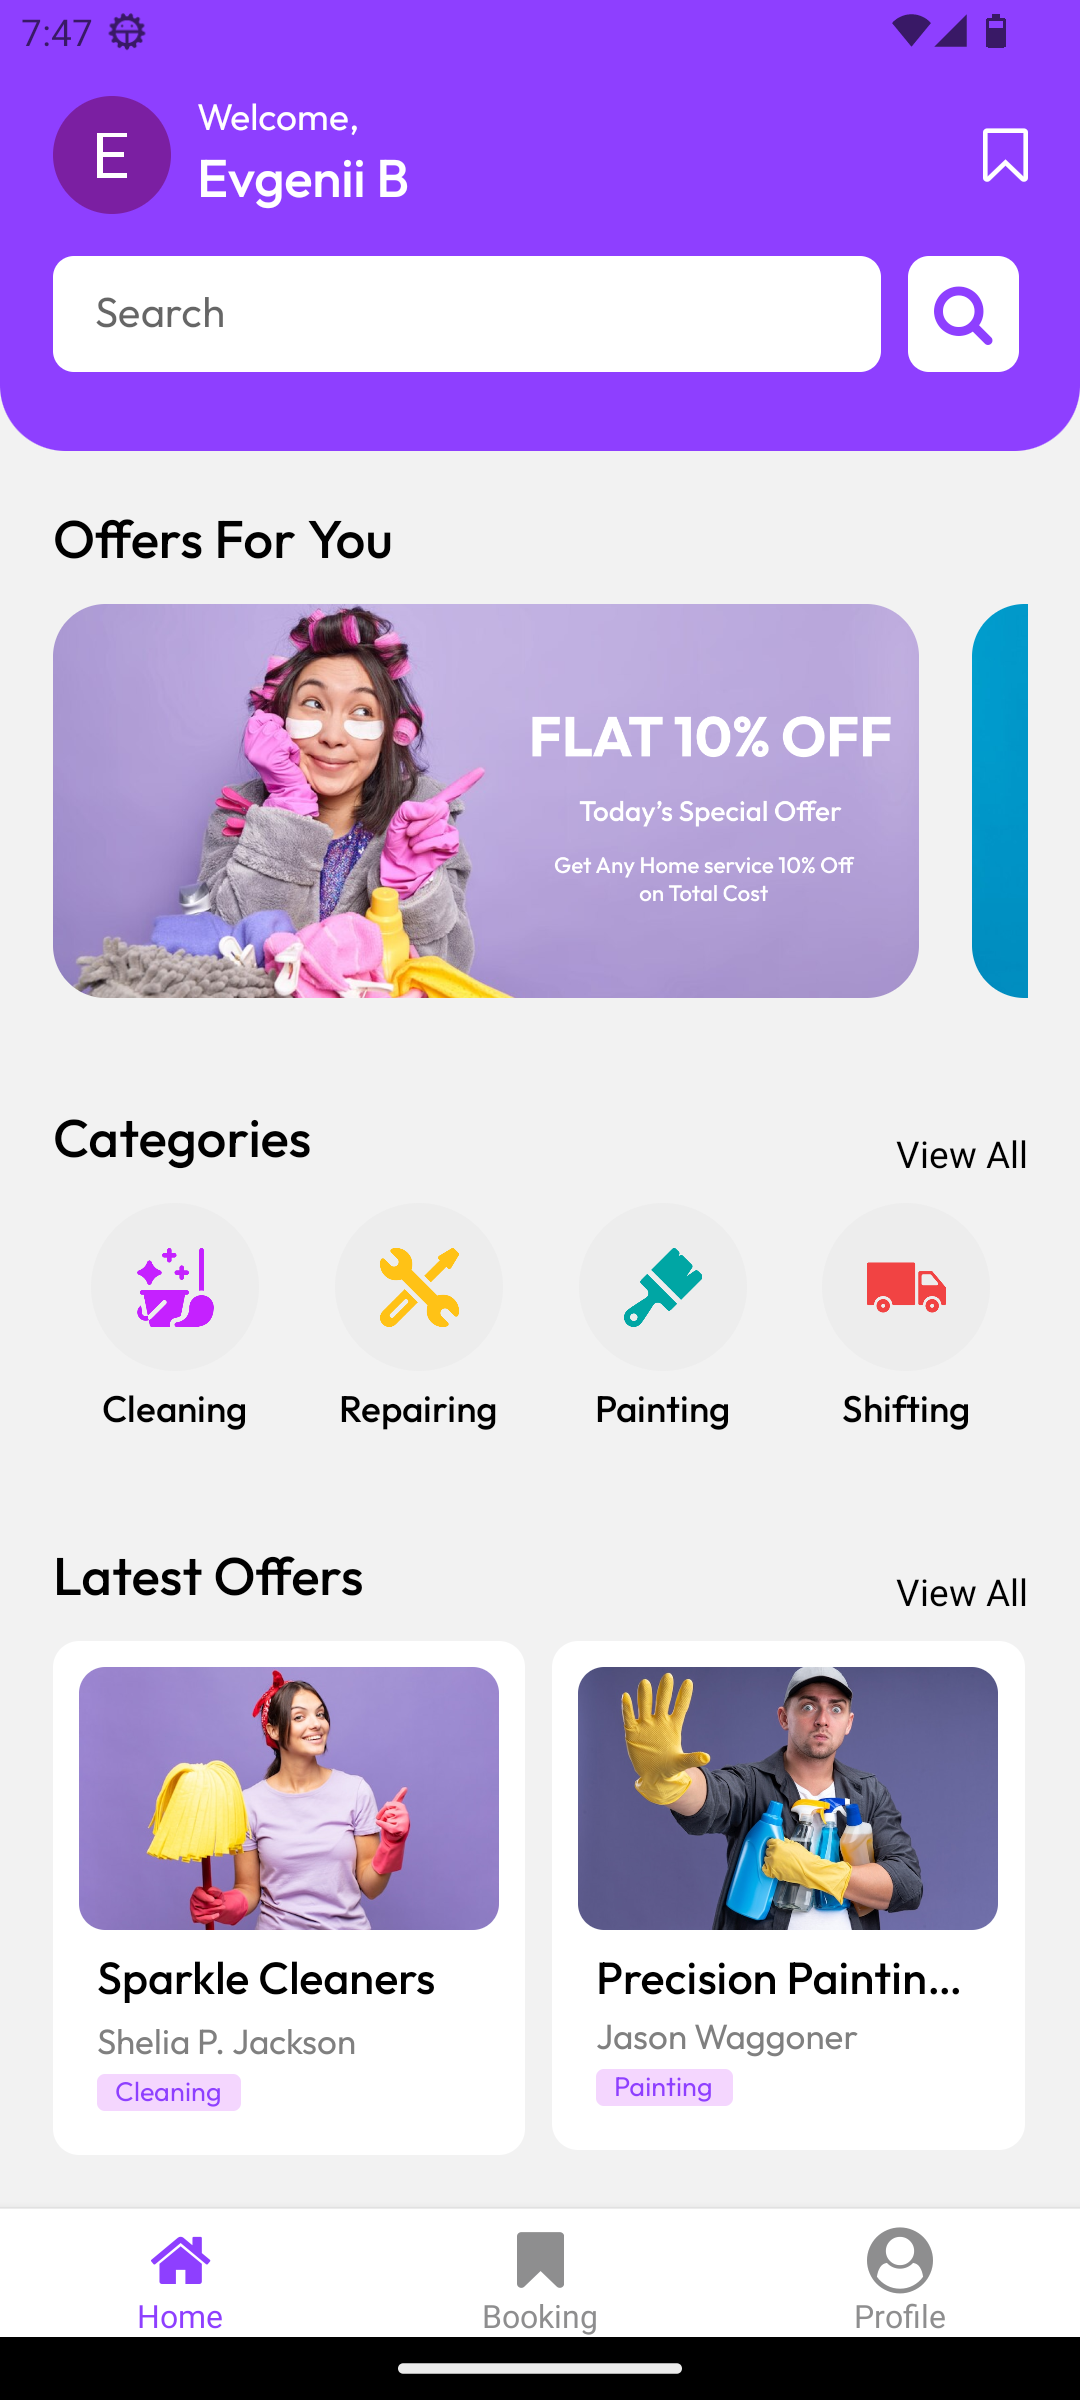 7:47
E
Welcome,
Evgenii B
Search
Offers For You
FLAT 10% OFF
Today's Special Offer
Get Any Home service 10% Off
on Total Cost
Categories
View All
Cleaning
Repairing
Painting
Shifting
Latest Offers
View All
Sparkle Cleaners
Shelia P. Jackson
Cleaning
Precision Paintin...
Jason Waggoner
Painting
Home
Booking
Profile